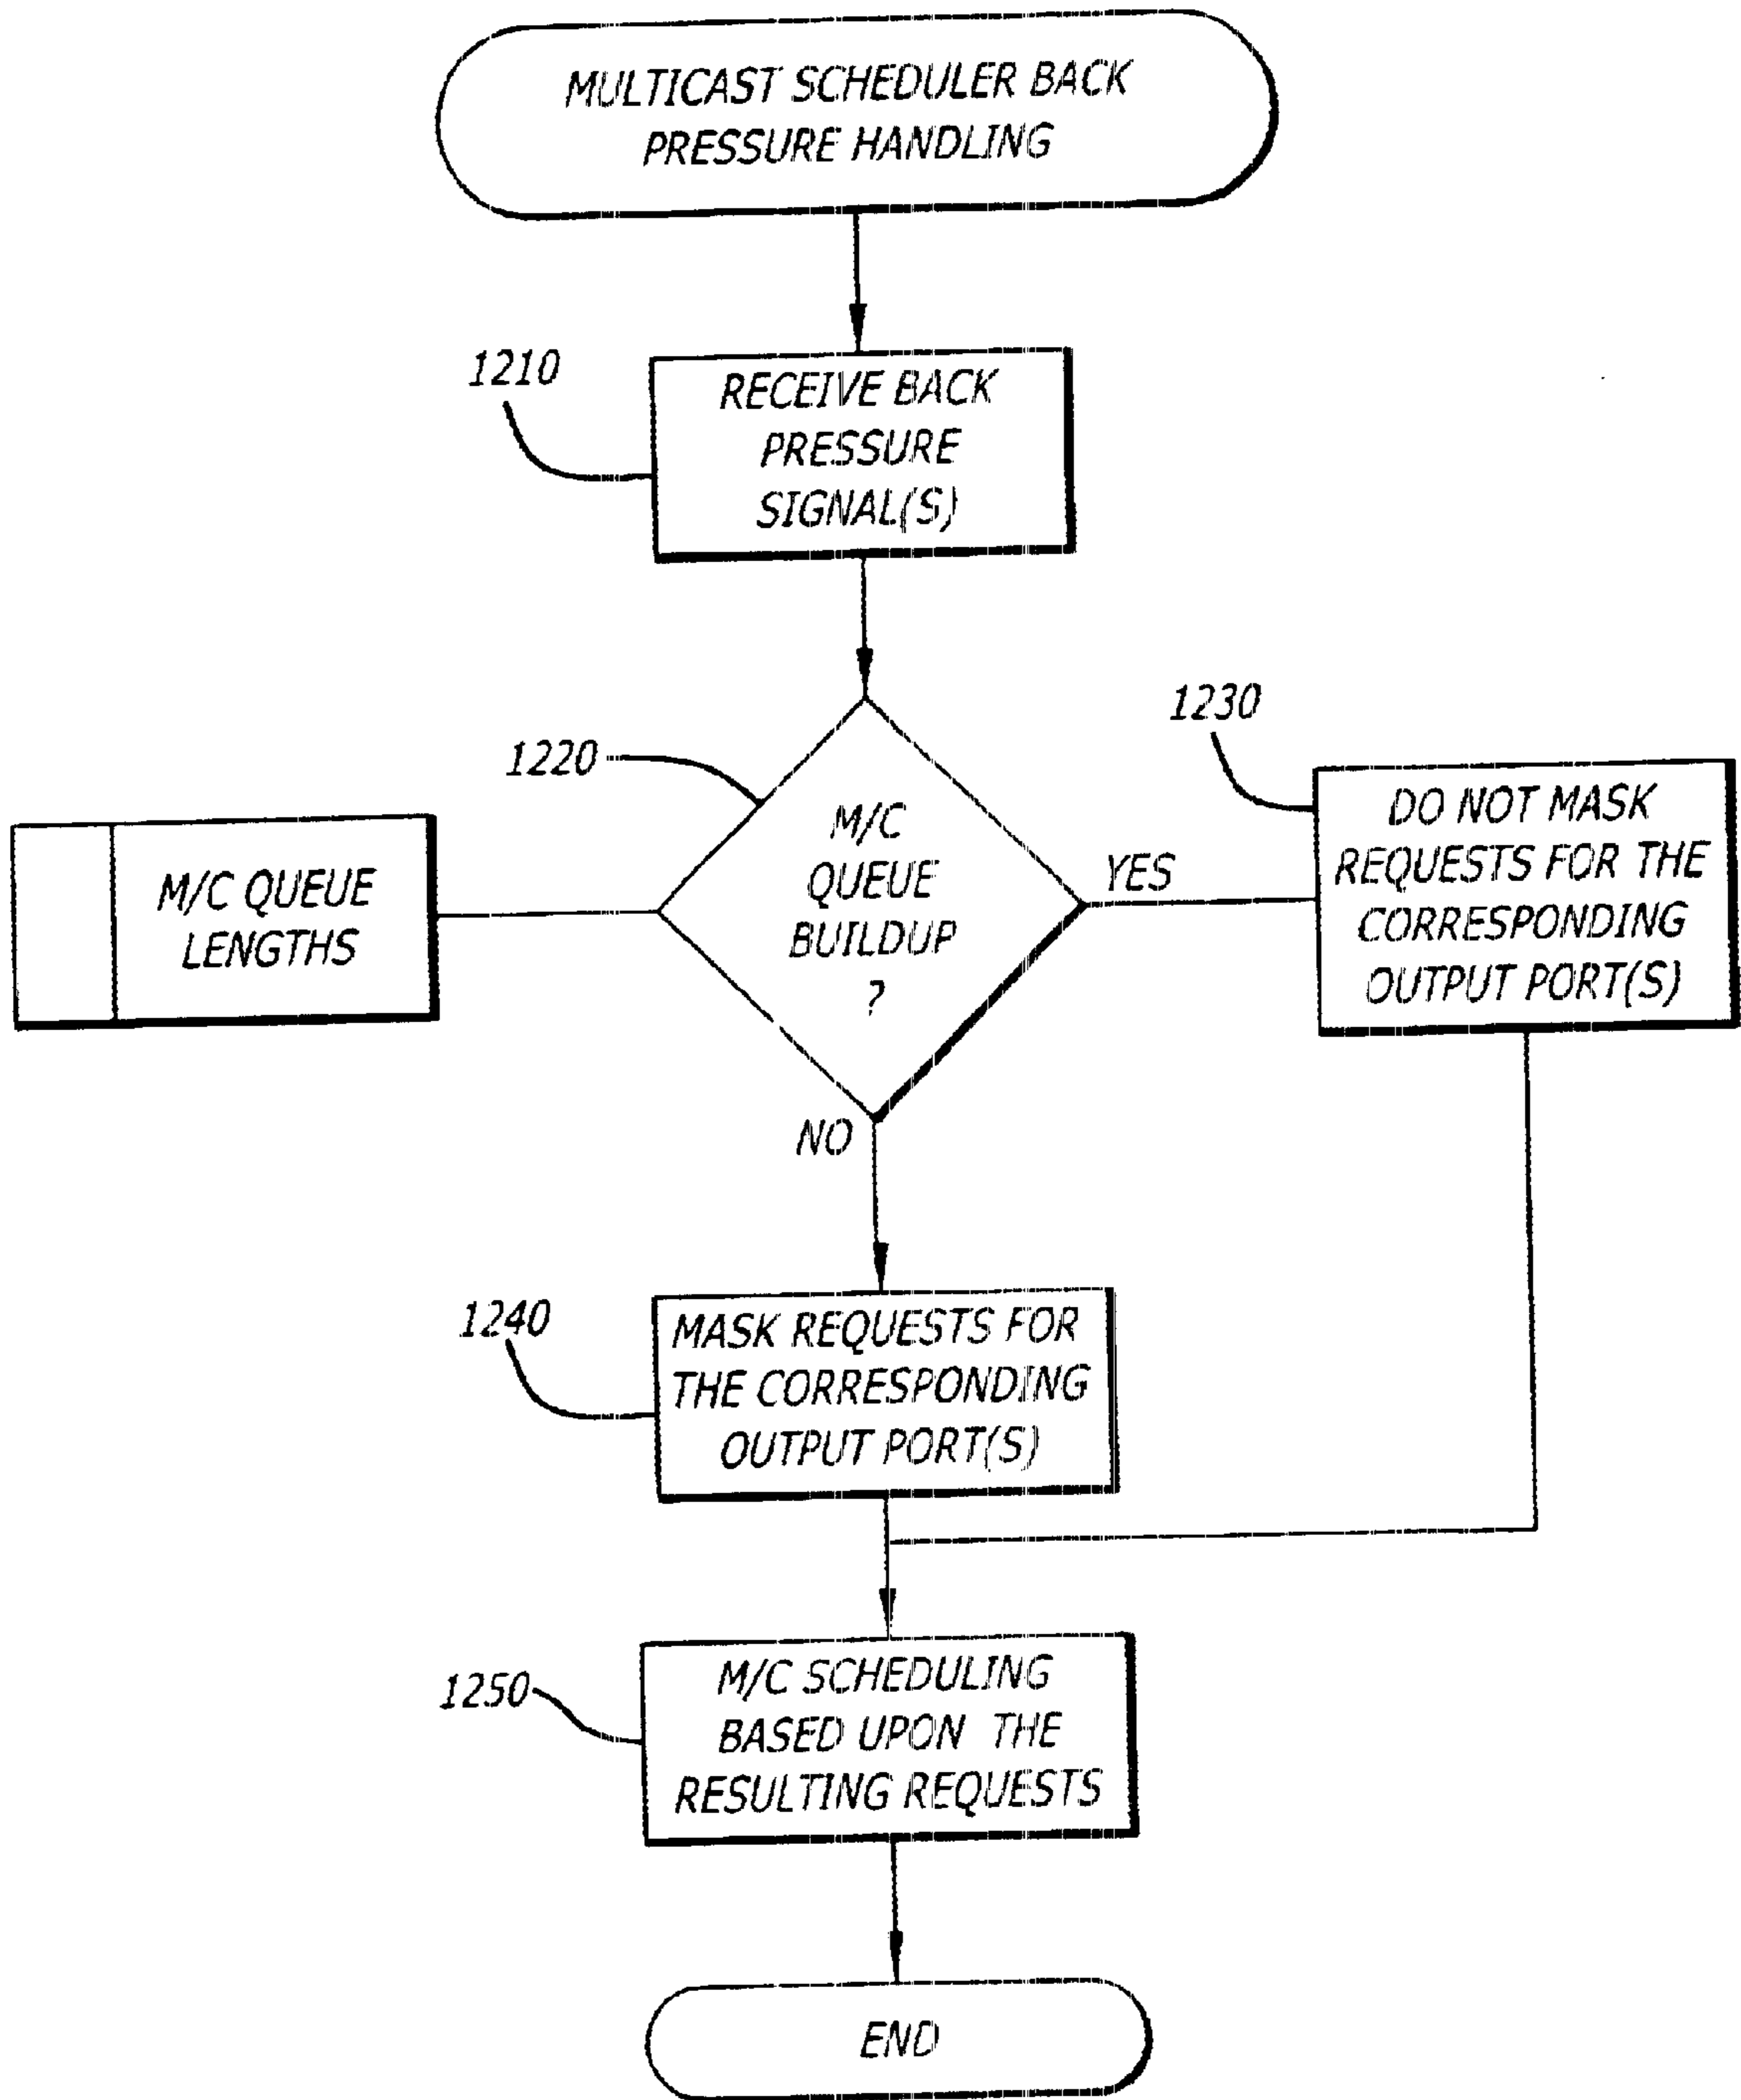 MULTICAST SCHEDULER BACK
PRESSURE HANDLING
1210
RECEIVE BACK
PRESSURE
SIGNAL(S)
1220
M/C
QUEUE
BUILDUP
?
M/C QUEUE
LENGTHS
YES
1230
DO NOT MASK
REQUESTS FOR THE
CORRESPONDING
OUTPUT PORT(S)
NO
1240
MASK REQUESTS FOR
THE CORRESPONDING
OUTPUT PORT(S)
1250
M/C SCHEDULING
BASED UPON THE
RESULTING REQUESTS
END